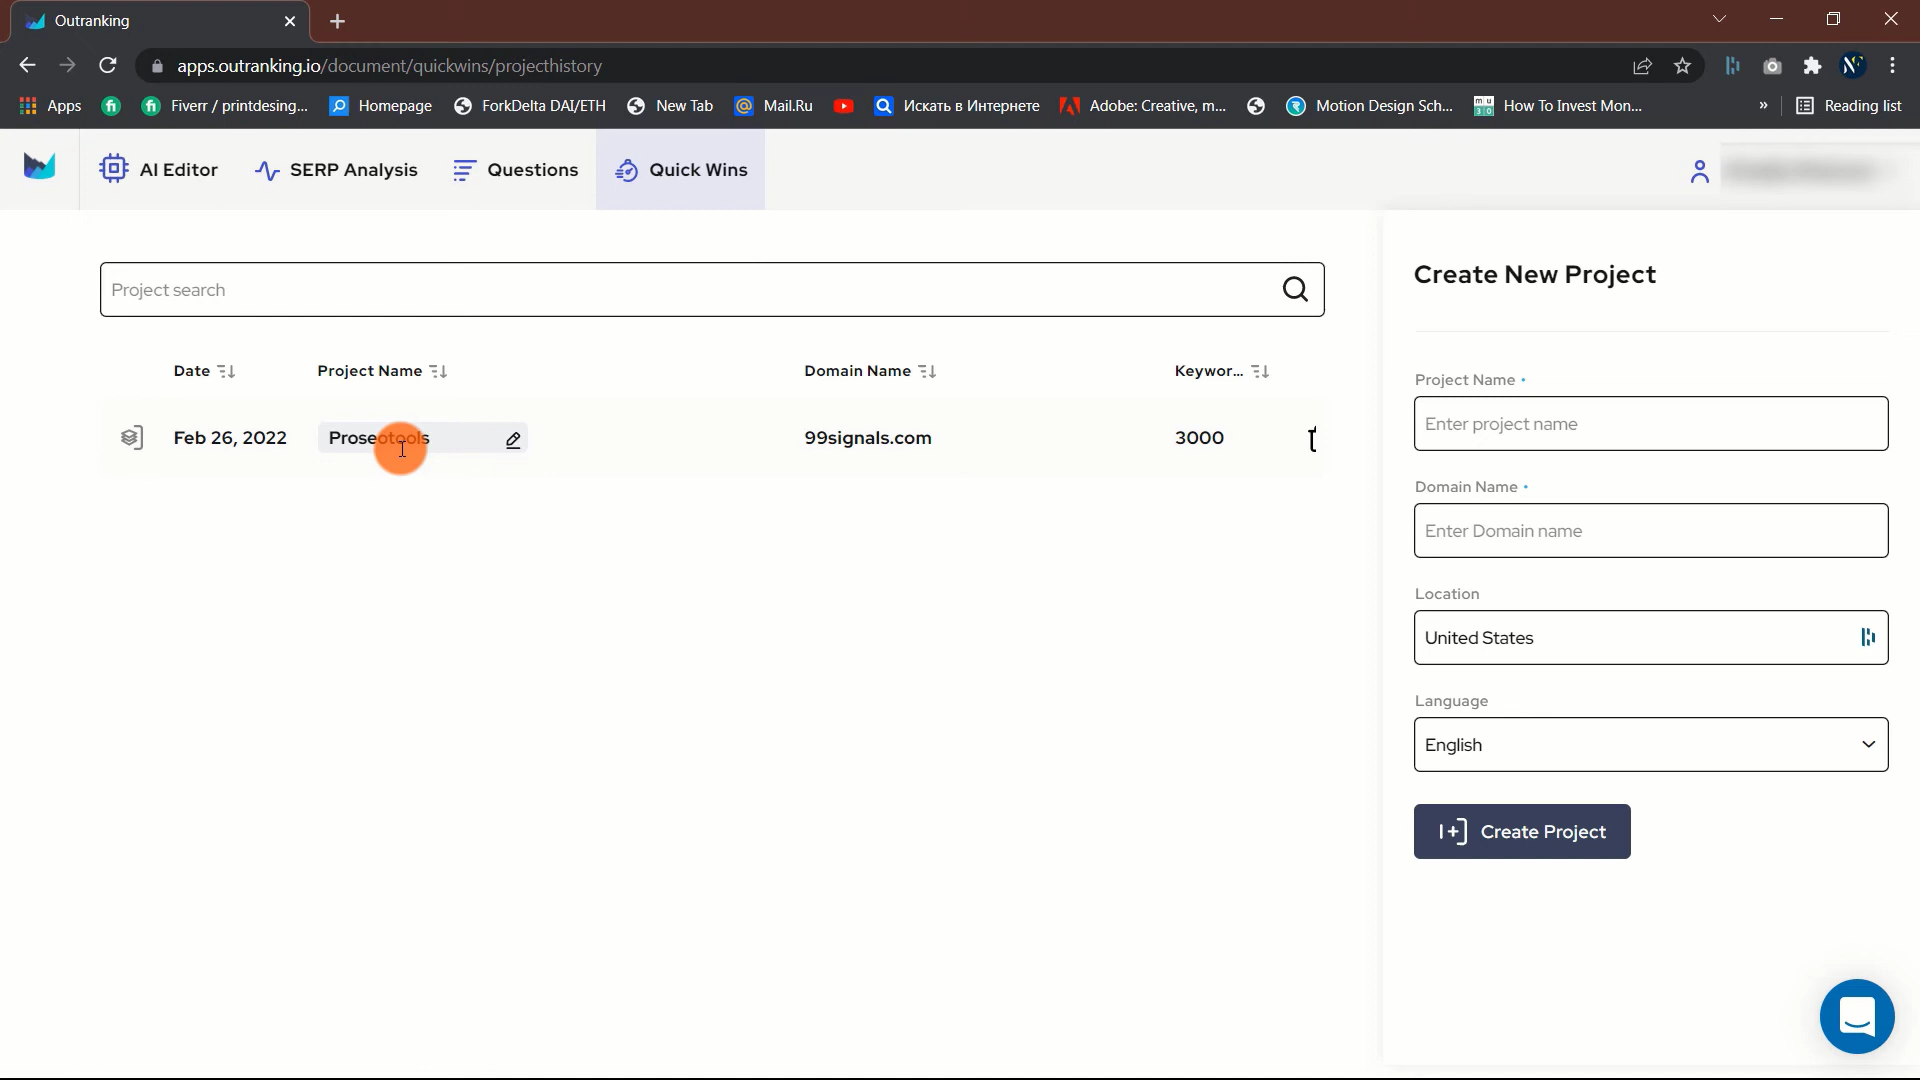 Outranking
apps.outranking.io/document/quickwins/projecthistory
Apps
Fiverr / printdesing...
Homepage
ForkDelta DAI/ETH
New Tab
Mail.Ru
Искать в Интернете
Adobe: Creative, m...
Motion Design Sch...
How To Invest Mon...
»
Reading list
AI Editor
SERP Analysis
Questions
Quick Wins
Project search
Date
Project Name
Domain Name
Keywor...
Feb 26, 2022
Proseotools
99signals.com
3000
Create New Project
Project Name
Enter project name
Domain Name
Enter Domain name
Location
United States
Language
English
Create Project